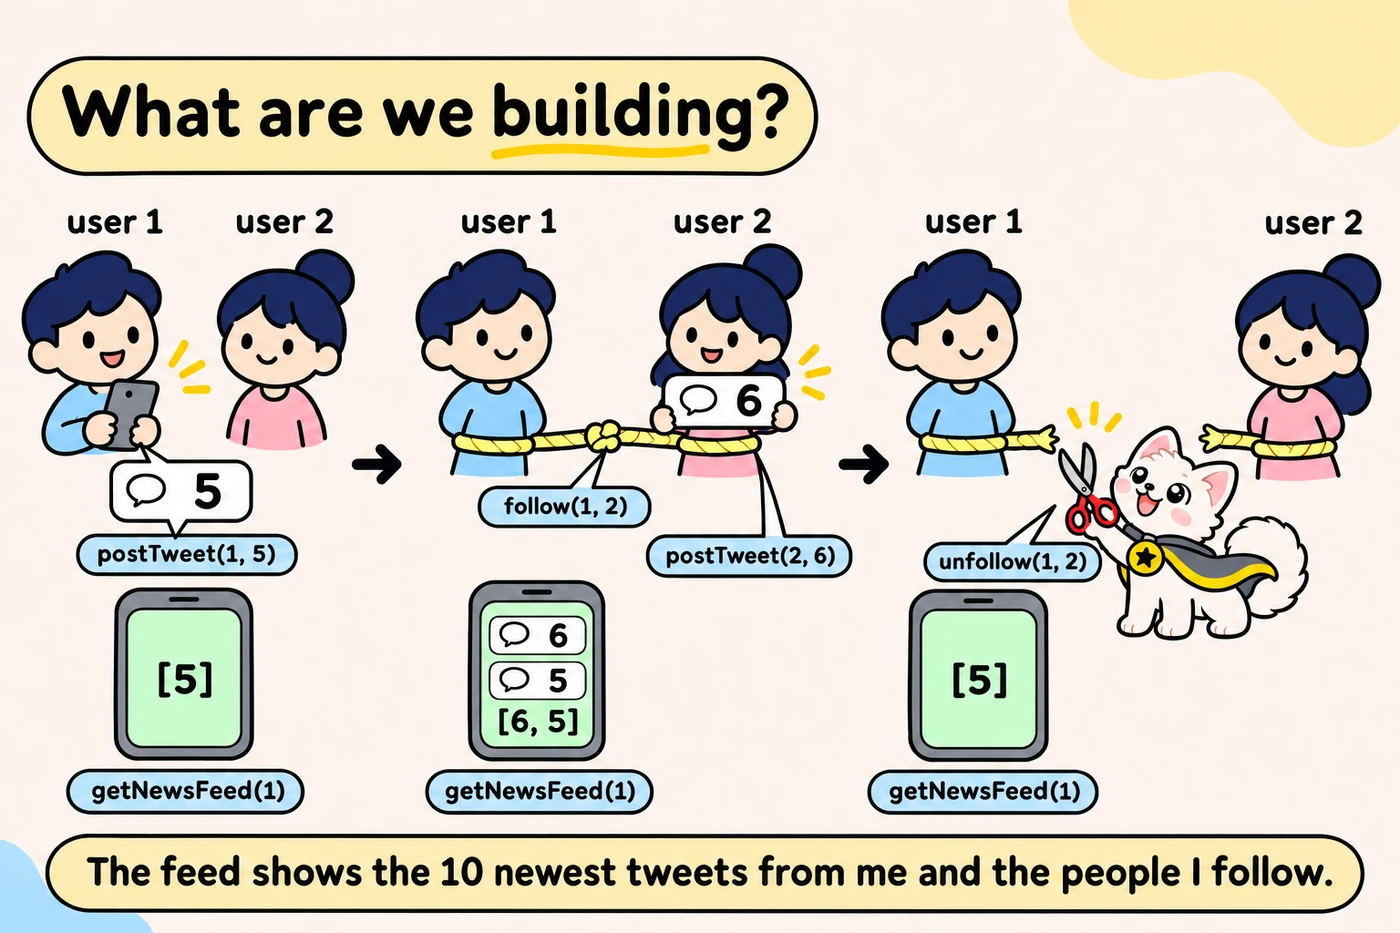 What are we building?
user 1
user 2
5
postTweet(1, 5)
[5]
getNewsFeed(1)
user 1
user 2
6
follow(1, 2)
postTweet(2, 6)
6
5
[6, 5]
getNewsFeed(1)
user 1
user 2
unfollow(1, 2)
[5]
getNewsFeed(1)
The feed shows the 10 newest tweets from me and the people I follow.